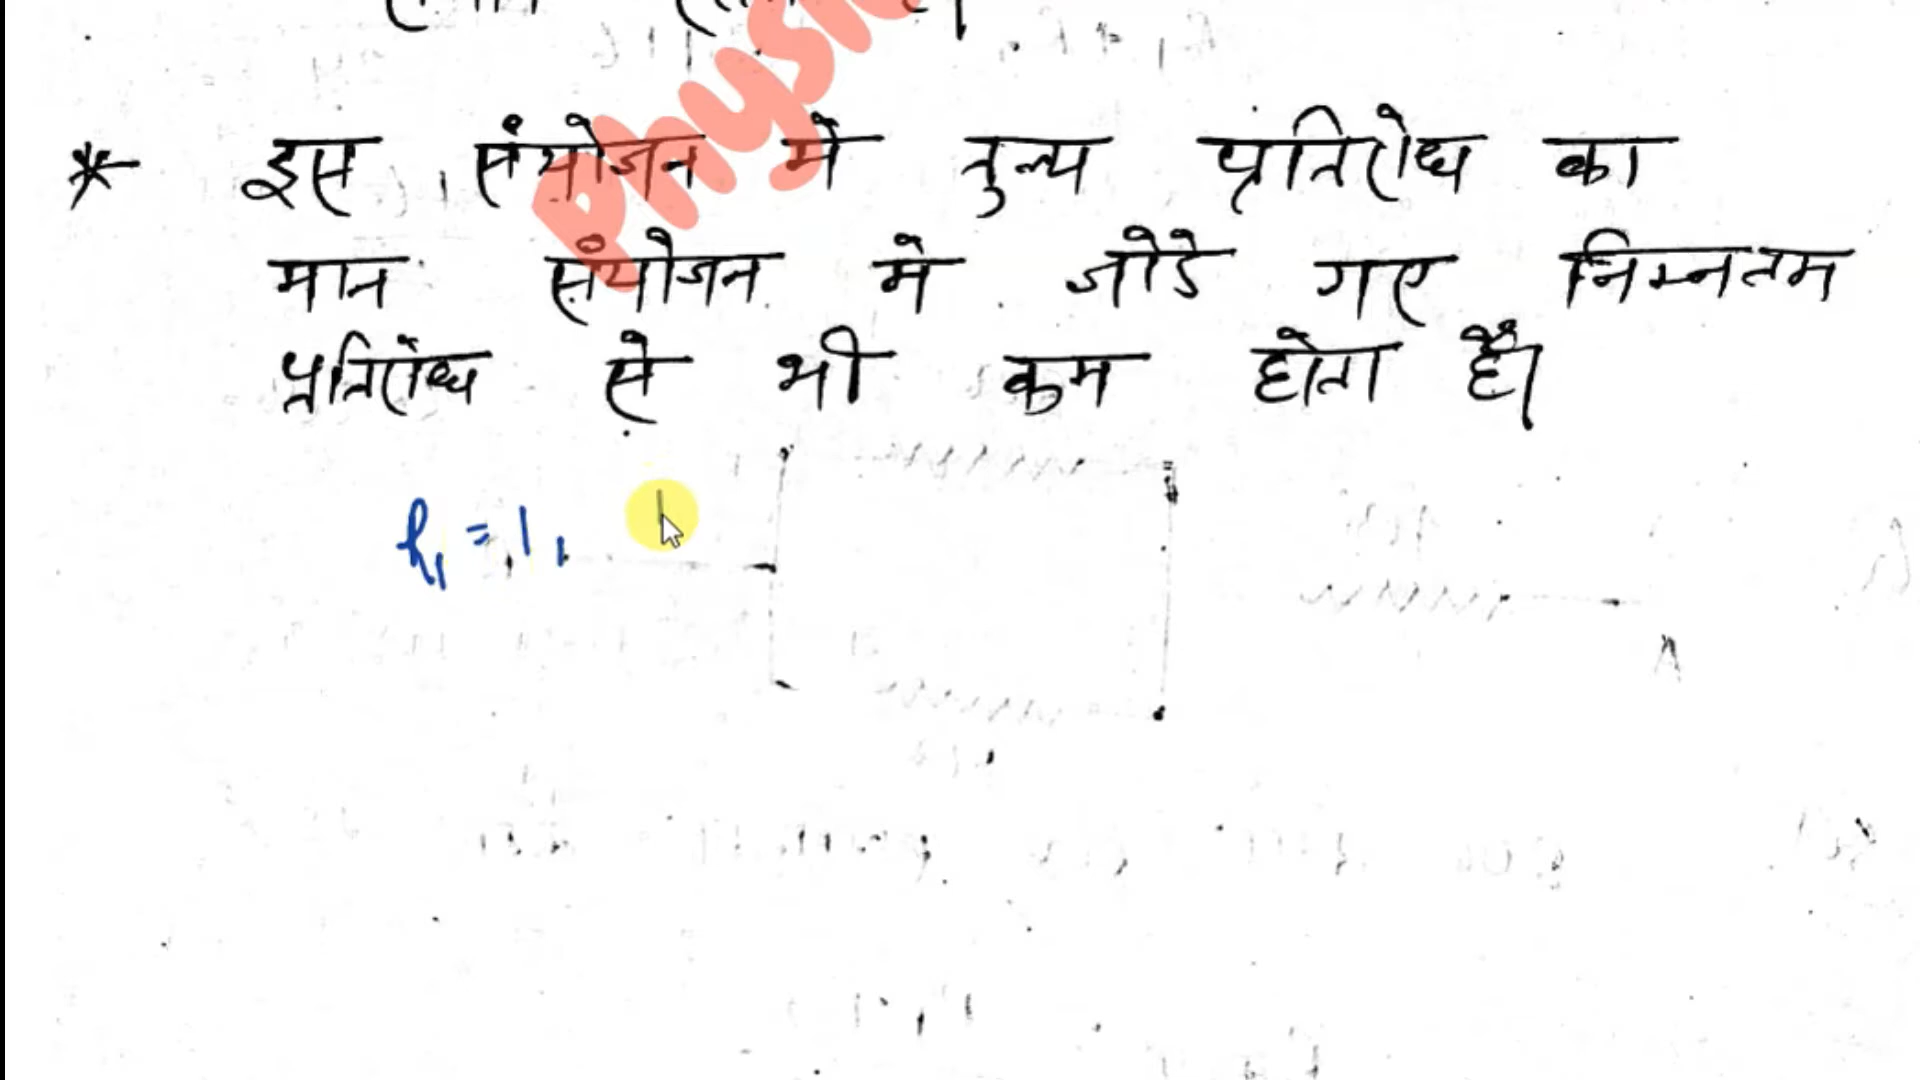 * इस संयोजन मे तुल्य प्रतिरोध का
मान संयोजन मे जोडे गए निम्नतम
प्रतिरोध से भी कम होता है।
R₁ = 1,
A